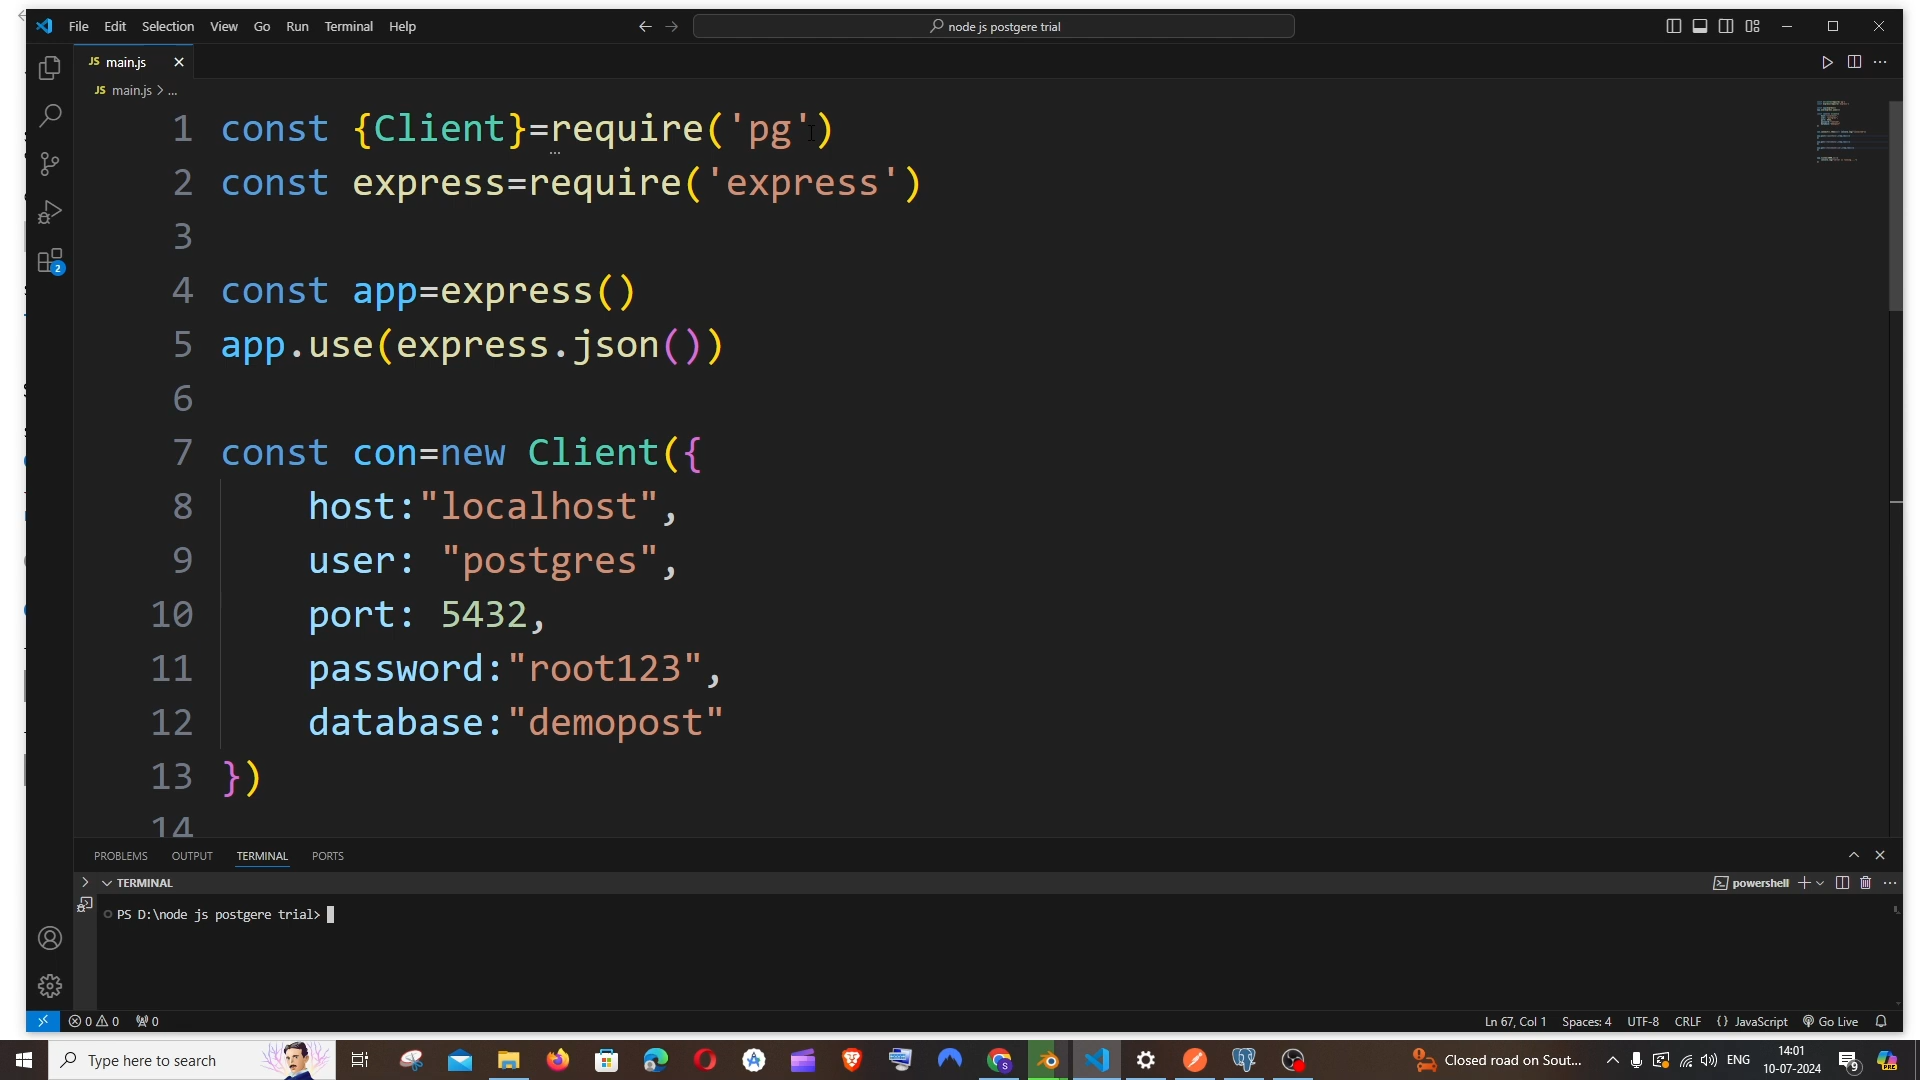 File Edit Selection View Go Run Terminal Help
node js postgere trial
JS main.js
JS main.js > ...
1 const {Client}=require('pg')
2 const express=require('express')
3
4 const app=express()
5 app.use(express.json())
6
7 const con=new Client({
8 host:"localhost",
9 user: "postgres",
10 port: 5432,
11 password:"root123",
12 database:"demopost"
13 })
14
2
PROBLEMS OUTPUT TERMINAL PORTS
TERMINAL
powershell
PS D:\node js postgere trial>
0 0 0
Ln 67, Col 1 Spaces: 4 UTF-8 CRLF {} JavaScript Go Live
Type here to search
Closed road on Sout...
ENG
14:01
10-07-2024
9